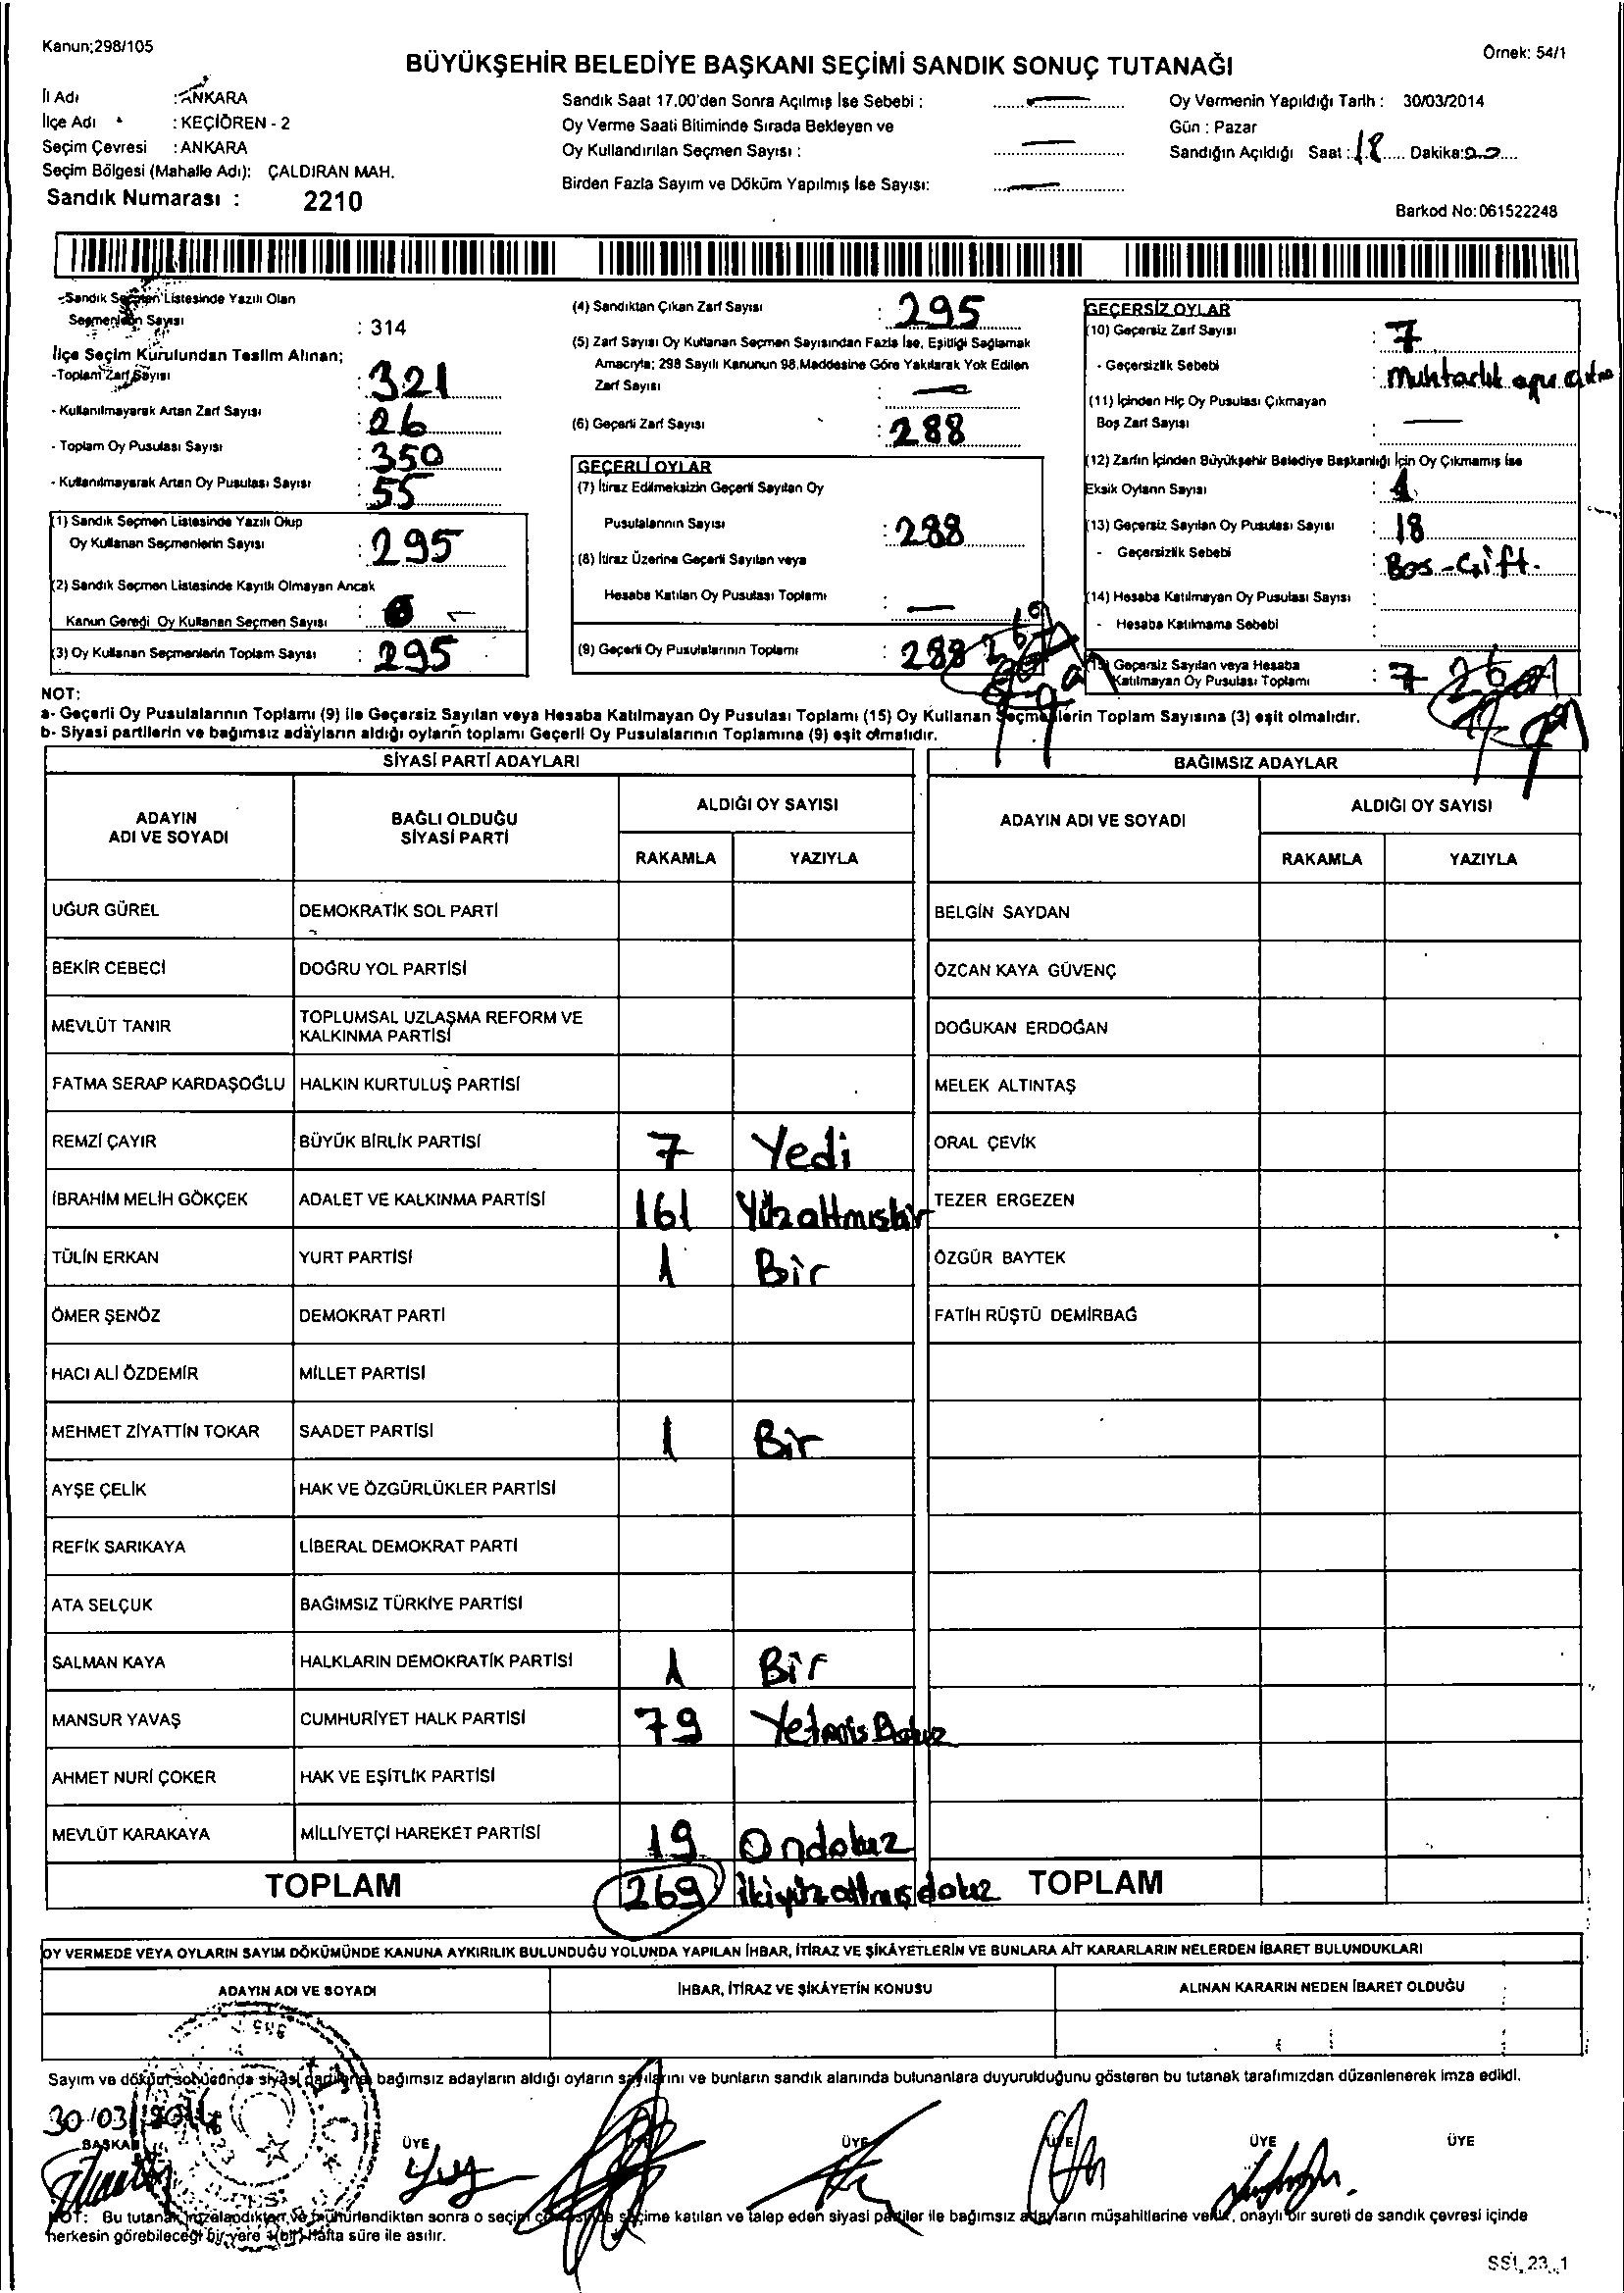 Kanun;298/105
Örnek: 54/1
BÜYÜKŞEHİR BELEDİYE BAŞKANI SEÇİMİ SANDIK SONUÇ TUTANAĞI
İl Adı : ANKARA
İlçe Adı : KEÇİÖREN - 2
Seçim Çevresi : ANKARA
Seçim Bölgesi (Mahalle Adı): ÇALDIRAN MAH.
Sandık Numarası : 2210
Sandık Saat 17.00'den Sonra Açılmış İse Sebebi :
Oy Verme Saati Bitiminde Sırada Bekleyen ve
Oy Kullandırılan Seçmen Sayısı :
Birden Fazla Sayım ve Döküm Yapılmış İse Sayısı:
Oy Vermenin Yapıldığı Tarih : 30/03/2014
Gün : Pazar
Sandığın Açıldığı Saat : 18 Dakika: 00
Barkod No:061522248
-Sandık Seçmen Listesinde Yazılı Olan
Seçmenlerin Sayısı : 314
İlçe Seçim Kurulundan Teslim Alınan;
-Toplam Zarf Sayısı : 321
- Kullanılmayarak Artan Zarf Sayısı : 26
- Toplam Oy Pusulası Sayısı : 350
- Kullanılmayarak Artan Oy Pusulası Sayısı : 55
(1) Sandık Seçmen Listesinde Yazılı Olup
Oy Kullanan Seçmenlerin Sayısı : 295
(2) Sandık Seçmen Listesinde Kayıtlı Olmayan Ancak
Kanun Gereği Oy Kullanan Seçmen Sayısı :
(3) Oy Kullanan Seçmenlerin Toplam Sayısı : 295
(4) Sandıktan Çıkan Zarf Sayısı : 295
(5) Zarf Sayısı Oy Kullanan Seçmen Sayısından Fazla İse, Eşitliği Sağlamak
Amacıyla; 298 Sayılı Kanunun 98.Maddesine Göre Yakılarak Yok Edilen
Zarf Sayısı :
(6) Geçerli Zarf Sayısı : 288
GEÇERLİ OYLAR
(7) İtiraz Edilmeksizin Geçerli Sayılan Oy
Pusulalarının Sayısı : 288
(8) İtiraz Üzerine Geçerli Sayılan veya
Hesaba Katılan Oy Pusulası Toplamı :
(9) Geçerli Oy Pusulalarının Toplamı : 288 269
GEÇERSİZ OYLAR
(10) Geçersiz Zarf Sayısı : 7
- Geçersizlik Sebebi : Muhtarlık
(11) İçinden Hiç Oy Pusulası Çıkmayan
Boş Zarf Sayısı :
(12) Zarfın İçinden Büyükşehir Belediye Başkanlığı İçin Oy Çıkmamış İse
Eksik Oyların Sayısı : 1
(13) Geçersiz Sayılan Oy Pusulası Sayısı : 18
- Geçersizlik Sebebi : Bos - Çift.
(14) Hesaba Katılmayan Oy Pusulası Sayısı :
- Hesaba Katılmama Sebebi :
(15) Geçersiz Sayılan veya Hesaba
Katılmayan Oy Pusulası Toplamı : 7 26
NOT:
a- Geçerli Oy Pusulalarının Toplamı (9) ile Geçersiz Sayılan veya Hesaba Katılmayan Oy Pusulası Toplamı (15) Oy Kullanan Seçmenlerin Toplam Sayısına (3) eşit olmalıdır.
b- Siyasi partilerin ve bağımsız adayların aldığı oyların toplamı Geçerli Oy Pusulalarının Toplamına (9) eşit olmalıdır.
SİYASİ PARTİ ADAYLARI
BAĞIMSIZ ADAYLAR
ADAYIN ADI VE SOYADI
BAĞLI OLDUĞU SİYASİ PARTİ
ALDIĞI OY SAYISI
RAKAMLA YAZIYLA
ADAYIN ADI VE SOYADI
ALDIĞI OY SAYISI
RAKAMLA YAZIYLA
UĞUR GÜREL DEMOKRATİK SOL PARTİ BELGİN SAYDAN
BEKİR CEBECİ DOĞRU YOL PARTİSİ ÖZCAN KAYA GÜVENÇ
MEVLÜT TANIR TOPLUMSAL UZLAŞMA REFORM VE KALKINMA PARTİSİ DOĞUKAN ERDOĞAN
FATMA SERAP KARDAŞOĞLU HALKIN KURTULUŞ PARTİSİ MELEK ALTINTAŞ
REMZİ ÇAYIR BÜYÜK BİRLİK PARTİSİ 7 Yedi ORAL ÇEVİK
İBRAHİM MELİH GÖKÇEK ADALET VE KALKINMA PARTİSİ 161 Yüzaltmışbir TEZER ERGEZEN
TÜLİN ERKAN YURT PARTİSİ 1 Bir ÖZGÜR BAYTEK
ÖMER ŞENÖZ DEMOKRAT PARTİ FATİH RÜŞTÜ DEMİRBAĞ
HACI ALİ ÖZDEMİR MİLLET PARTİSİ
MEHMET ZİYATTİN TOKAR SAADET PARTİSİ 1 Bir
AYŞE ÇELİK HAK VE ÖZGÜRLÜKLER PARTİSİ
REFİK SARIKAYA LİBERAL DEMOKRAT PARTİ
ATA SELÇUK BAĞIMSIZ TÜRKİYE PARTİSİ
SALMAN KAYA HALKLARIN DEMOKRATİK PARTİSİ 1 Bir
MANSUR YAVAŞ CUMHURİYET HALK PARTİSİ 79 Yetmis Dokuz
AHMET NURİ ÇOKER HAK VE EŞİTLİK PARTİSİ
MEVLÜT KARAKAYA MİLLİYETÇİ HAREKET PARTİSİ 19 Ondokuz
TOPLAM 269 ikiyüzaltmışdokuz TOPLAM
OY VERMEDE VEYA OYLARIN SAYIM DÖKÜMÜNDE KANUNA AYKIRILIK BULUNDUĞU YOLUNDA YAPILAN İHBAR, İTİRAZ VE ŞİKÂYETLERİN VE BUNLARA AİT KARARLARIN NELERDEN İBARET BULUNDUKLARI
ADAYIN ADI VE SOYADI İHBAR, İTİRAZ VE ŞİKÂYETİN KONUSU ALINAN KARARIN NEDEN İBARET OLDUĞU
Sayım ve döküm sonucunda siyasi partilerin, bağımsız adayların aldığı oyların sayılarını ve bunların sandık alanında bulunanlara duyurulduğunu gösteren bu tutanak tarafımızdan düzenlenerek imza edildi.
30/03/2014
BAŞKAN ÜYE ÜYE ÜYE ÜYE ÜYE
NOT: Bu tutanak imzalandıktan ve mühürlendikten sonra o seçim çevresinde seçime katılan ve talep eden siyasi partiler ile bağımsız adayların müşahitlerine verilir, onaylı bir sureti de sandık çevresi içinde
herkesin görebileceği bir yere 1(bir) hafta süre ile asılır.
SSİ_23_1